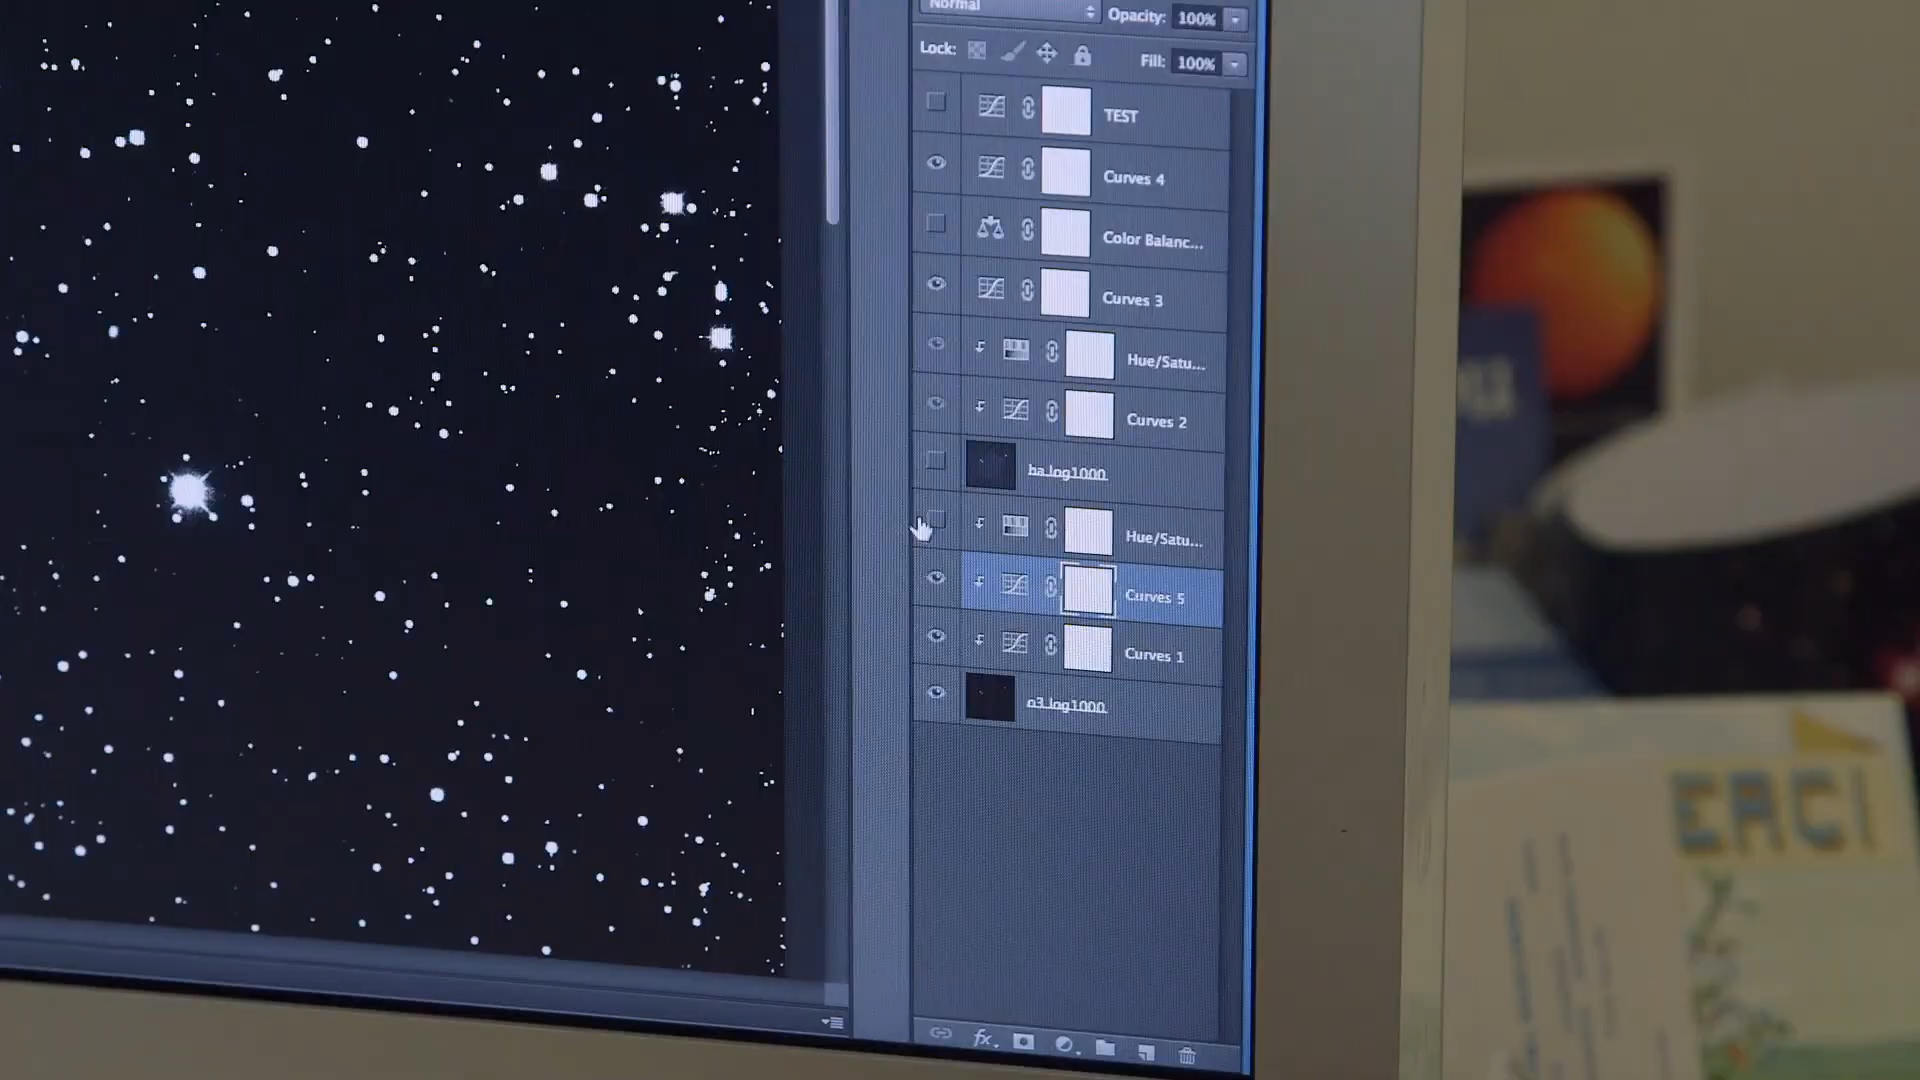 Normal
Opacity: 100%
Lock:
Fill: 100%
TEST
Curves 4
Color Balanc...
Curves 3
Hue/Satu...
Curves 2
ha_log1000
Hue/Satu...
Curves 5
Curves 1
o3_log1000
fx